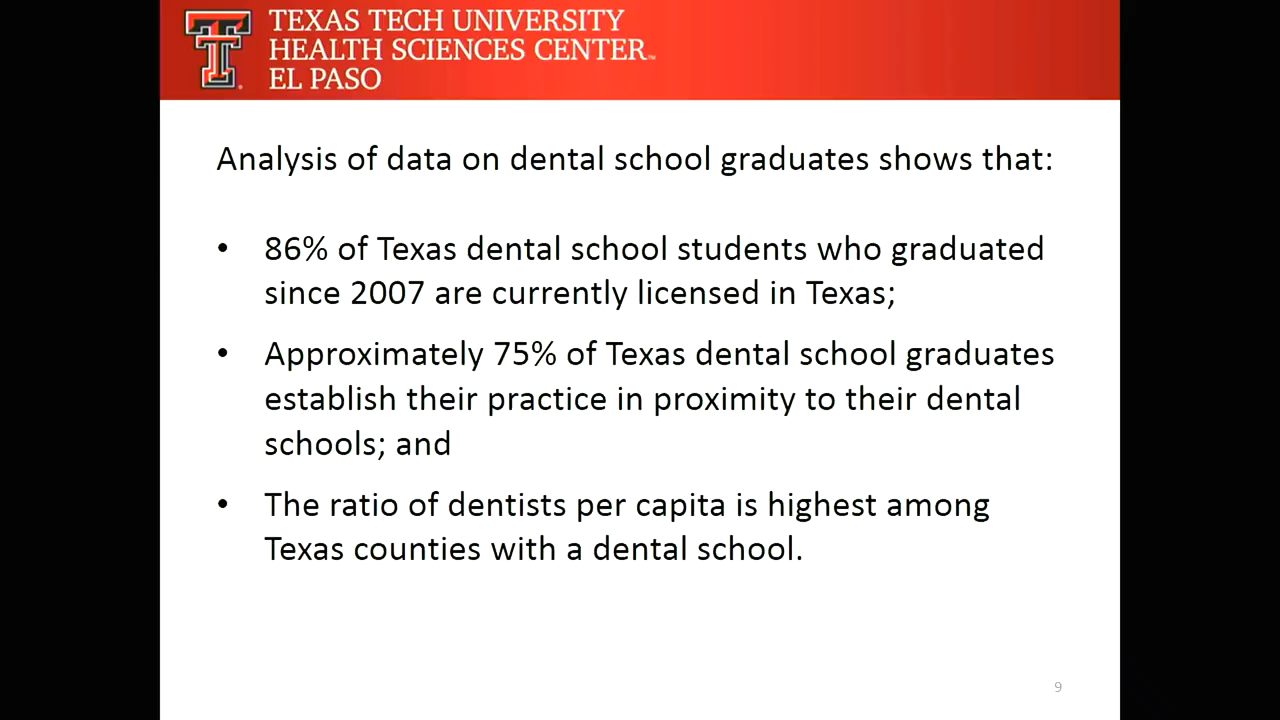 TEXAS TECH UNIVERSITY
HEALTH SCIENCES CENTER™
EL PASO
Analysis of data on dental school graduates shows that:
• 86% of Texas dental school students who graduated
since 2007 are currently licensed in Texas;
• Approximately 75% of Texas dental school graduates
establish their practice in proximity to their dental
schools; and
• The ratio of dentists per capita is highest among
Texas counties with a dental school.
9